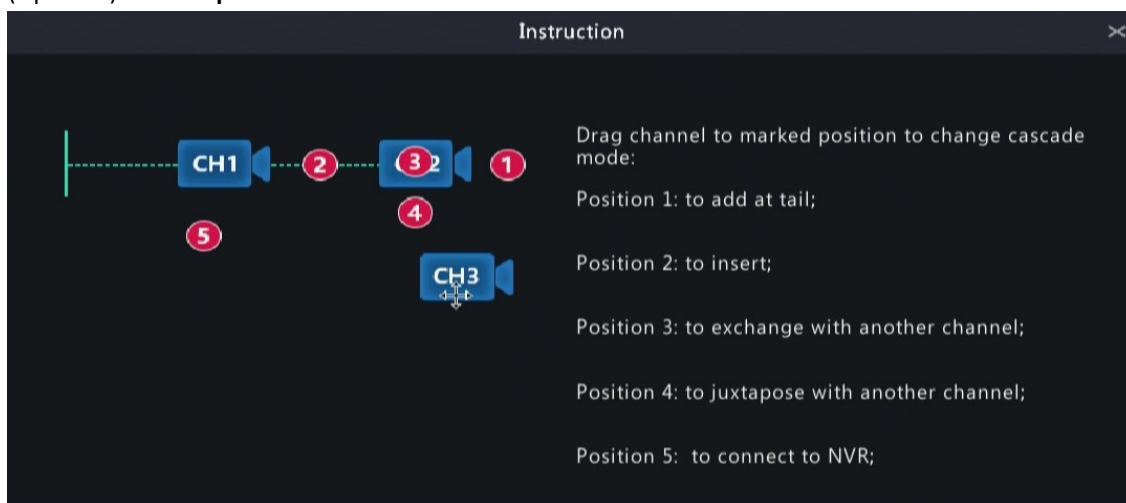 Instruction
Drag channel to marked position to change cascade
mode:
CH1
2
3
2
1
Position 1: to add at tail;
4
5
Position 2: to insert;
CH3
Position 3: to exchange with another channel;
Position 4: to juxtapose with another channel;
Position 5: to connect to NVR;